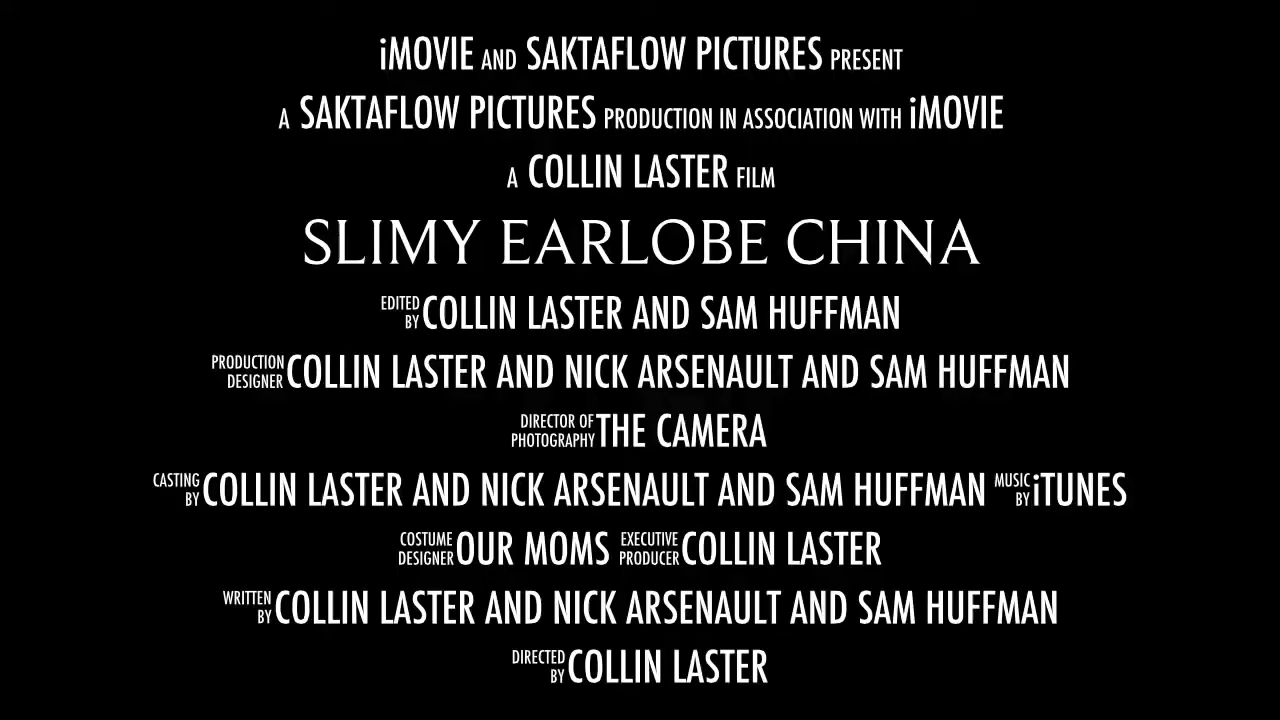 iMOVIE AND SAKTAFLOW PICTURES PRESENT
A SAKTAFLOW PICTURES PRODUCTION IN ASSOCIATION WITH iMOVIE
A COLLIN LASTER FILM
SLIMY EARLOBE CHINA
EDITED BY COLLIN LASTER AND SAM HUFFMAN
PRODUCTION DESIGNER COLLIN LASTER AND NICK ARSENAULT AND SAM HUFFMAN
DIRECTOR OF PHOTOGRAPHY THE CAMERA
CASTING BY COLLIN LASTER AND NICK ARSENAULT AND SAM HUFFMAN MUSIC BY iTUNES
COSTUME DESIGNER OUR MOMS EXECUTIVE PRODUCER COLLIN LASTER
WRITTEN BY COLLIN LASTER AND NICK ARSENAULT AND SAM HUFFMAN
DIRECTED BY COLLIN LASTER